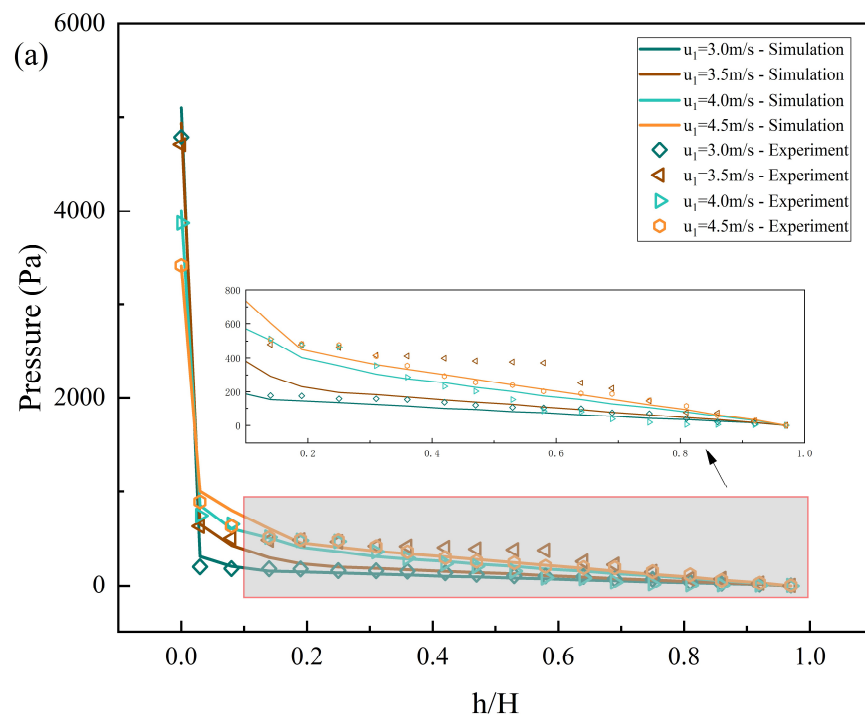 (a)
6000
4000
2000
0
Pressure (Pa)
u₁=3.0m/s - Simulation
u₁=3.5m/s - Simulation
u₁=4.0m/s - Simulation
u₁=4.5m/s - Simulation
u₁=3.0m/s - Experiment
u₁=3.5m/s - Experiment
u₁=4.0m/s - Experiment
u₁=4.5m/s - Experiment
800
600
400
200
0
0.2 0.4 0.6 0.8 1.0
0.0 0.2 0.4 0.6 0.8 1.0
h/H